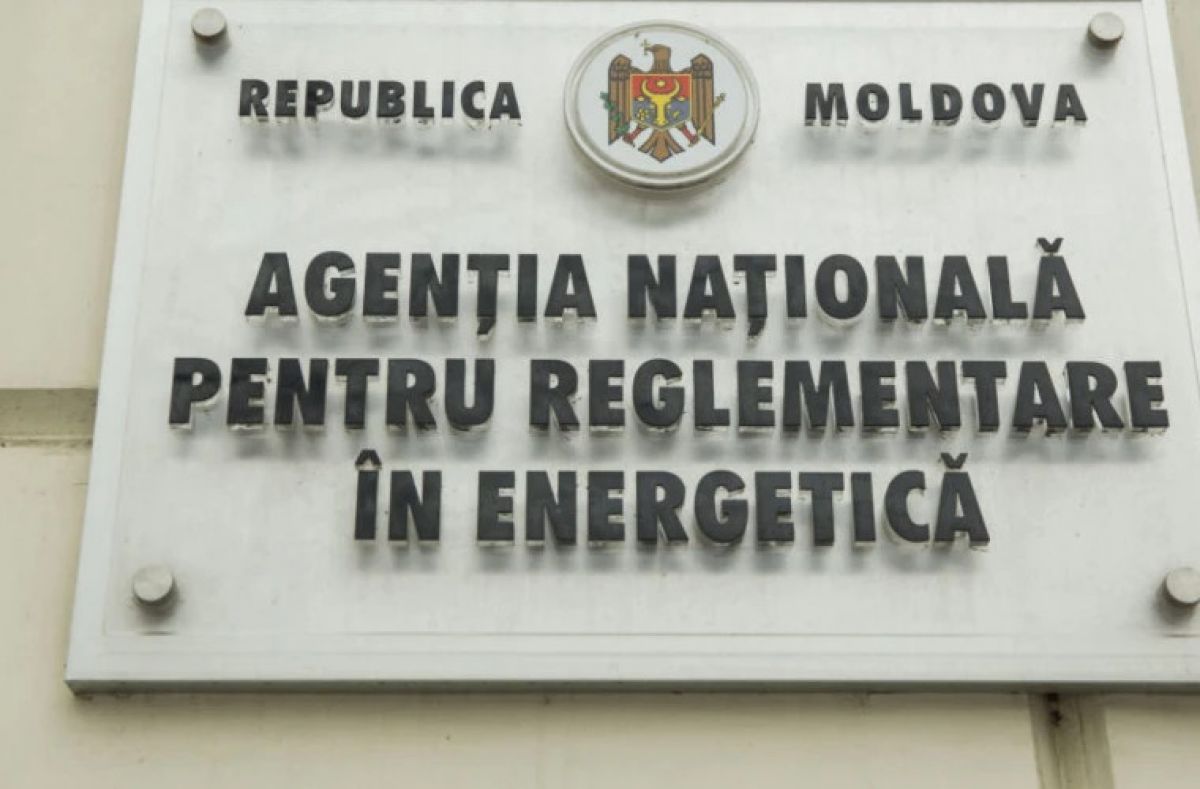 REPUBLICA MOLDOVA
AGENȚIA NAȚIONALĂ
PENTRU REGLEMENTARE
ÎN ENERGETICĂ